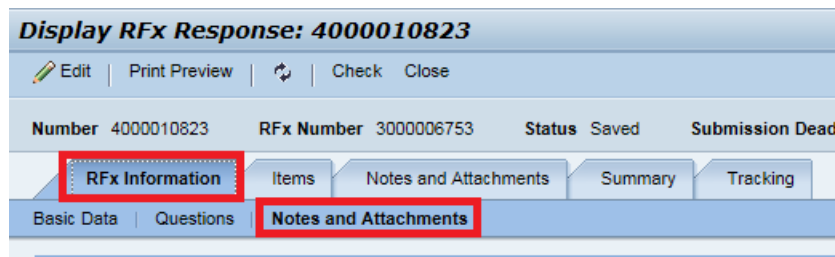 Display RFx Response: 4000010823
Edit | Print Preview | | Check Close
Number 4000010823 RFx Number 3000006753 Status Saved Submission Dead
RFx Information Items Notes and Attachments Summary Tracking
Basic Data | Questions | Notes and Attachments